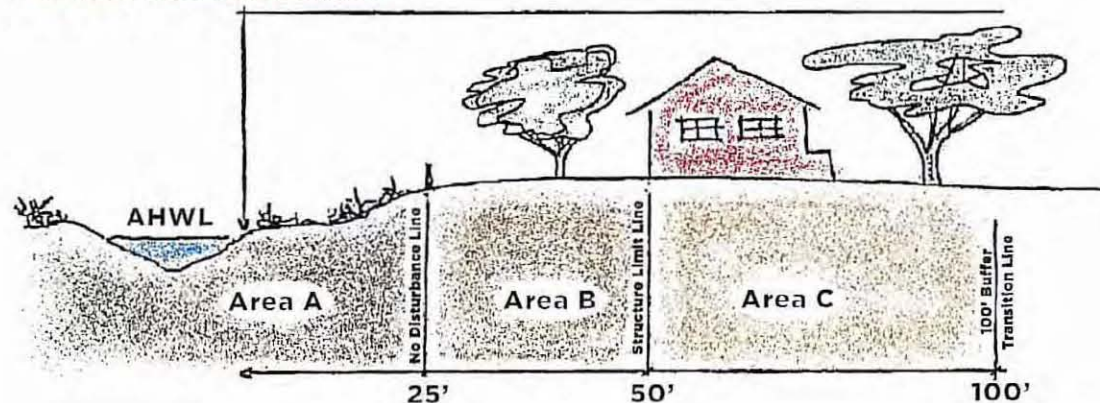 AHWL
Area A
No Disturbance Line
Area B
Structure Limit Line
Area C
100' Buffer
Transition Line
25'
50'
100'